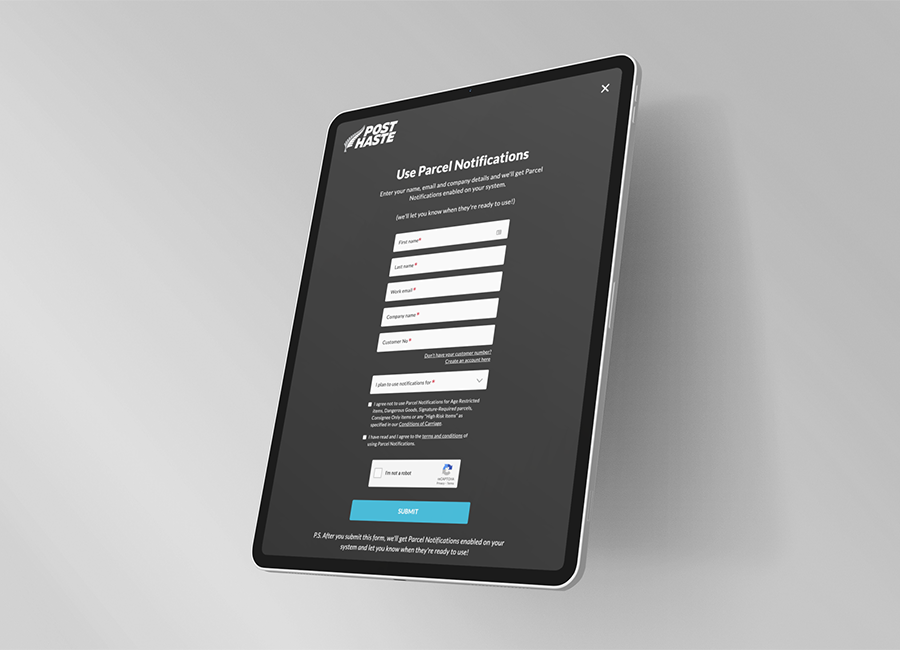 POST
HASTE
Use Parcel Notifications
Enter your name, email and company details and we'll get Parcel
Notifications enabled on your system.
(we'll let you know when they're ready to use!)
First name*
Last name *
Work email *
Company name *
Customer No *
Don't have your customer number?
Create an account here
I plan to use notifications for *
I agree not to use Parcel Notifications for Age Restricted
Items, Dangerous Goods, Signature-Required parcels,
Consignee Only Items or any "High Risk Items" as
specified in our Conditions of Carriage.
I have read and I agree to the terms and conditions of
using Parcel Notifications.
I'm not a robot
reCAPTCHA
Privacy - Terms
SUBMIT
P.S. After you submit this form, we'll get Parcel Notifications enabled on your
system and let you know when they're ready to use!